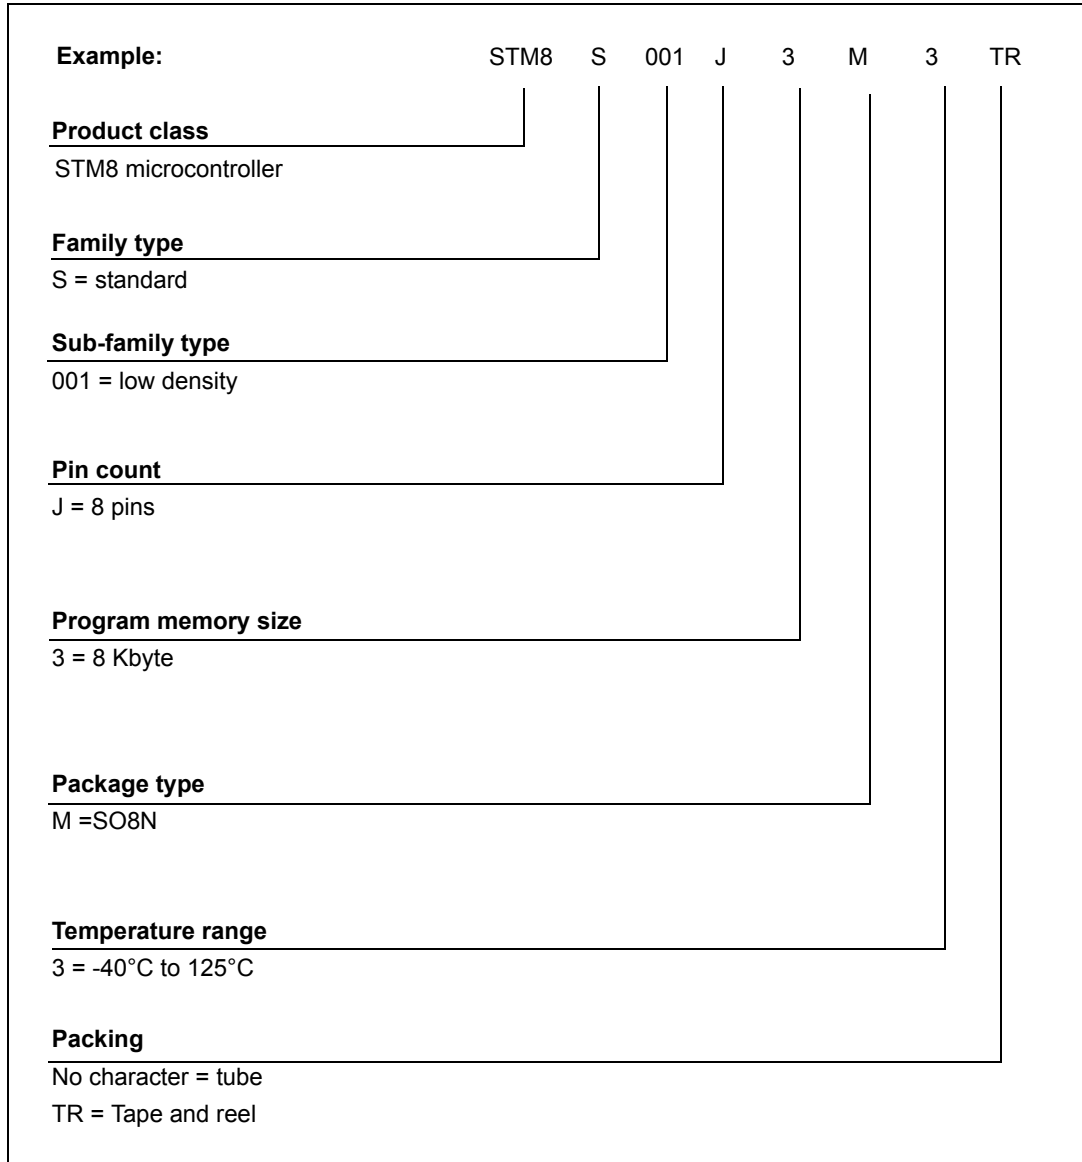 Example: STM8 S 001 J 3 M 3 TR
Product class
STM8 microcontroller
Family type
S = standard
Sub-family type
001 = low density
Pin count
J = 8 pins
Program memory size
3 = 8 Kbyte
Package type
M =SO8N
Temperature range
3 = -40°C to 125°C
Packing
No character = tube
TR = Tape and reel